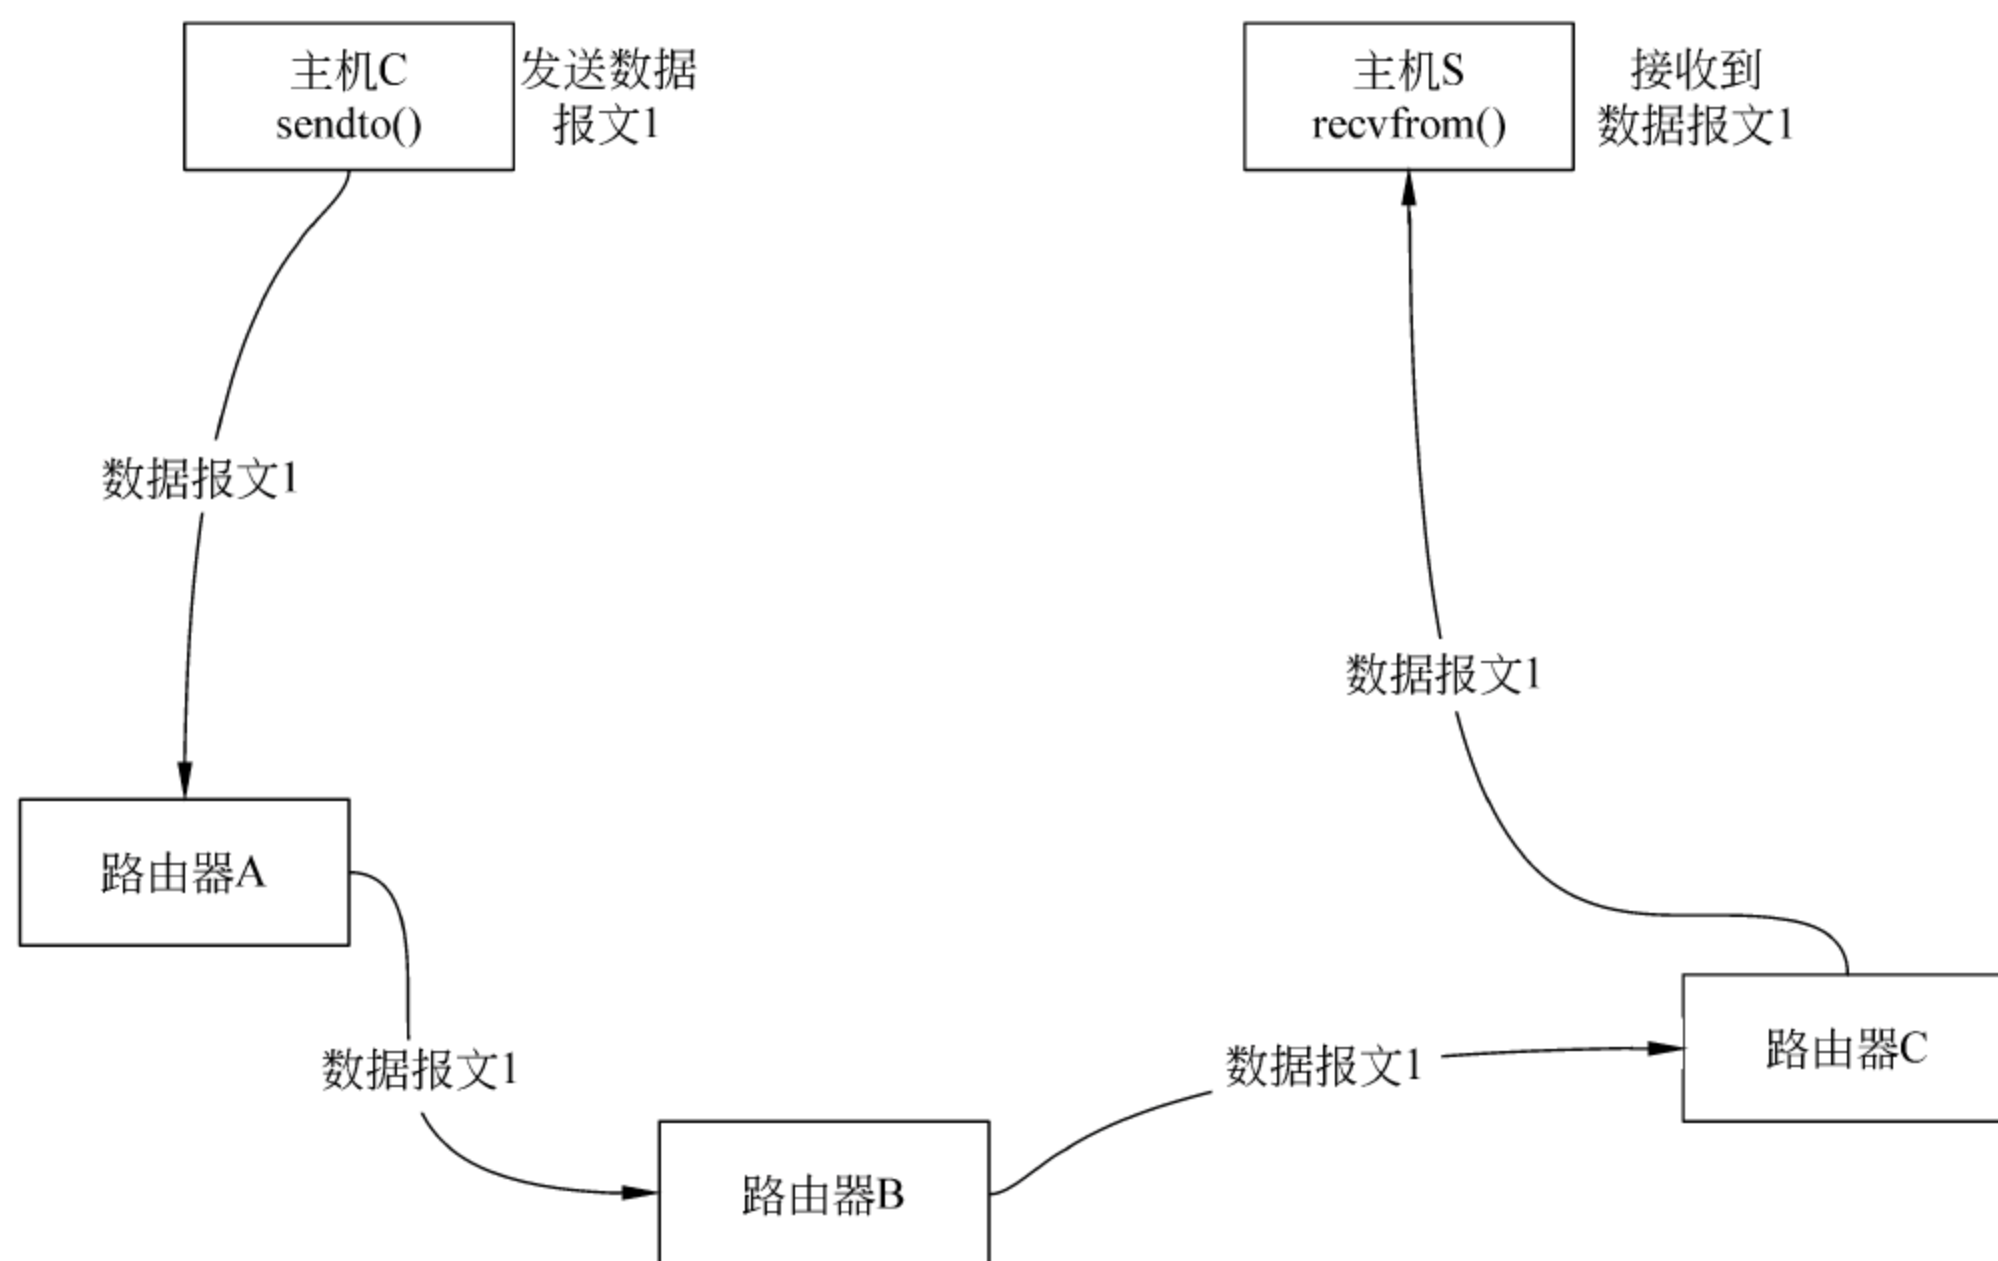 主机C
sendto()
发送数据
报文1
主机S
recvfrom()
接收到
数据报文1
数据报文1
数据报文1
路由器A
数据报文1
数据报文1
路由器C
路由器B